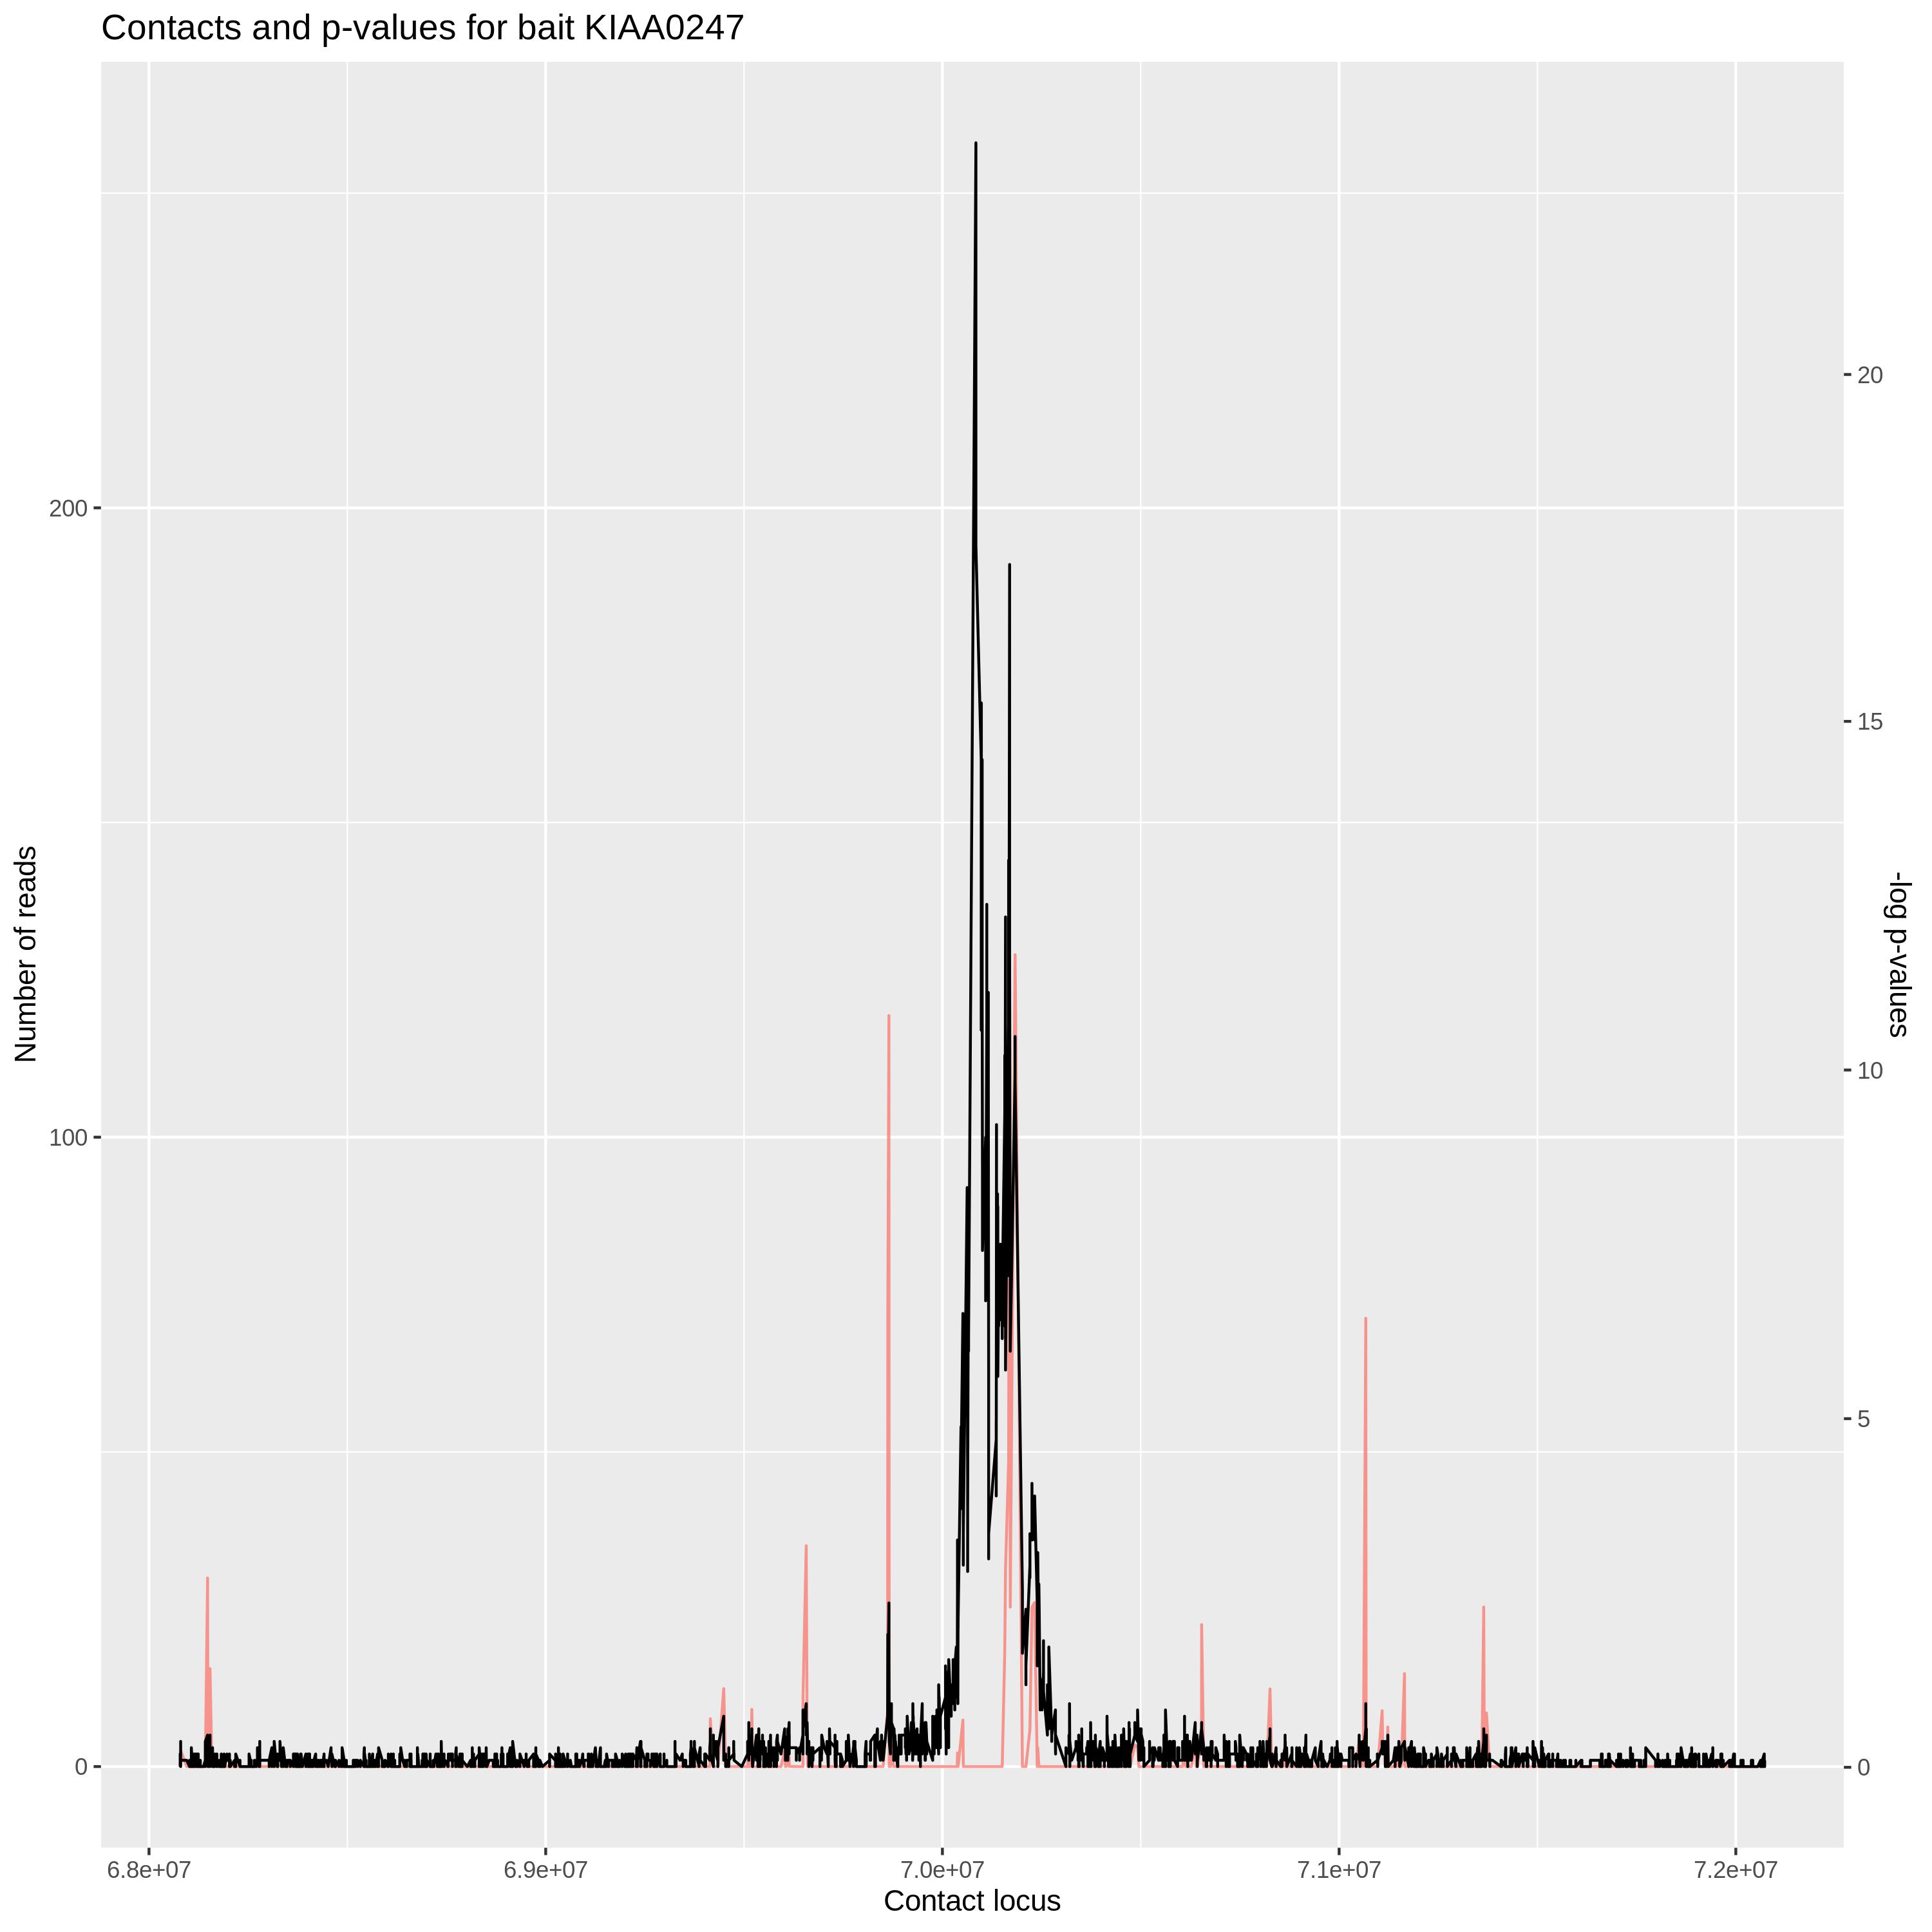 Contacts and p-values for bait KIAA0247
Number of reads
200
100
0
20
15
10
5
0
-log p-values
6.8e+07 6.9e+07 7.0e+07 7.1e+07 7.2e+07
Contact locus